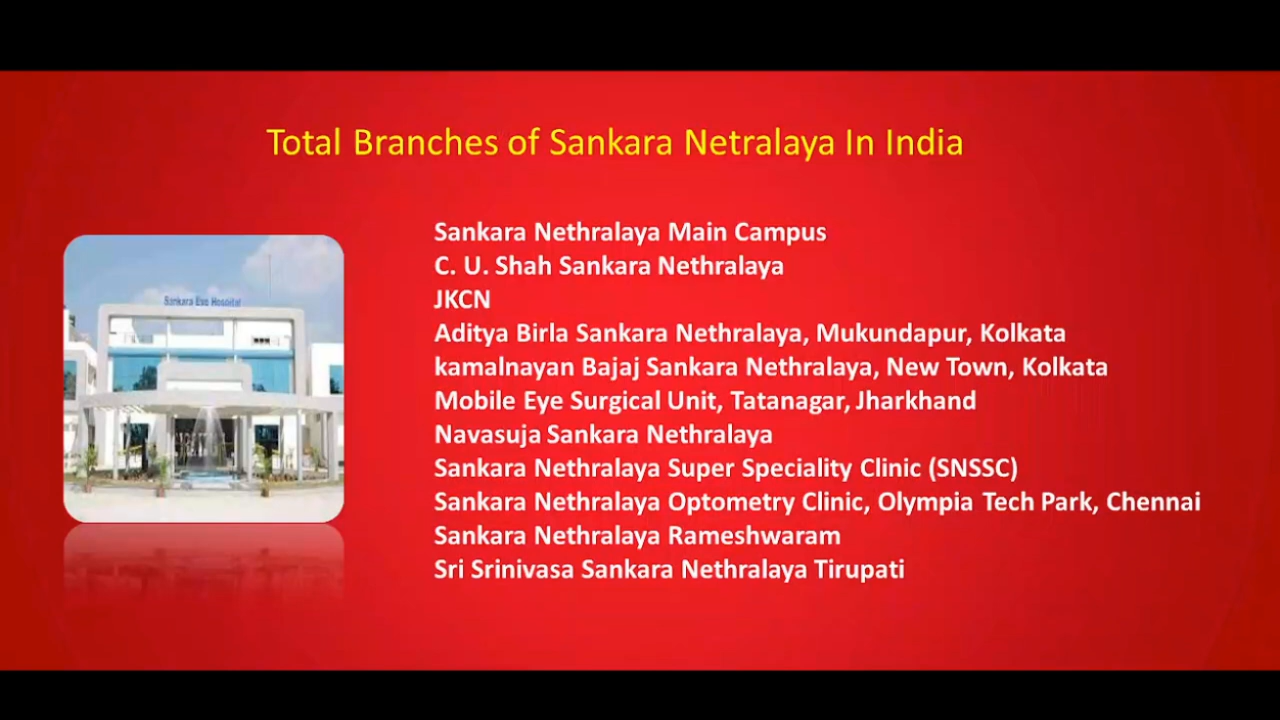 Total Branches of Sankara Netralaya In India
Sankara Eye Hospital
Sankara Nethralaya Main Campus
C. U. Shah Sankara Nethralaya
JKCN
Aditya Birla Sankara Nethralaya, Mukundapur, Kolkata
kamalnayan Bajaj Sankara Nethralaya, New Town, Kolkata
Mobile Eye Surgical Unit, Tatanagar, Jharkhand
Navasuja Sankara Nethralaya
Sankara Nethralaya Super Speciality Clinic (SNSSC)
Sankara Nethralaya Optometry Clinic, Olympia Tech Park, Chennai
Sankara Nethralaya Rameshwaram
Sri Srinivasa Sankara Nethralaya Tirupati